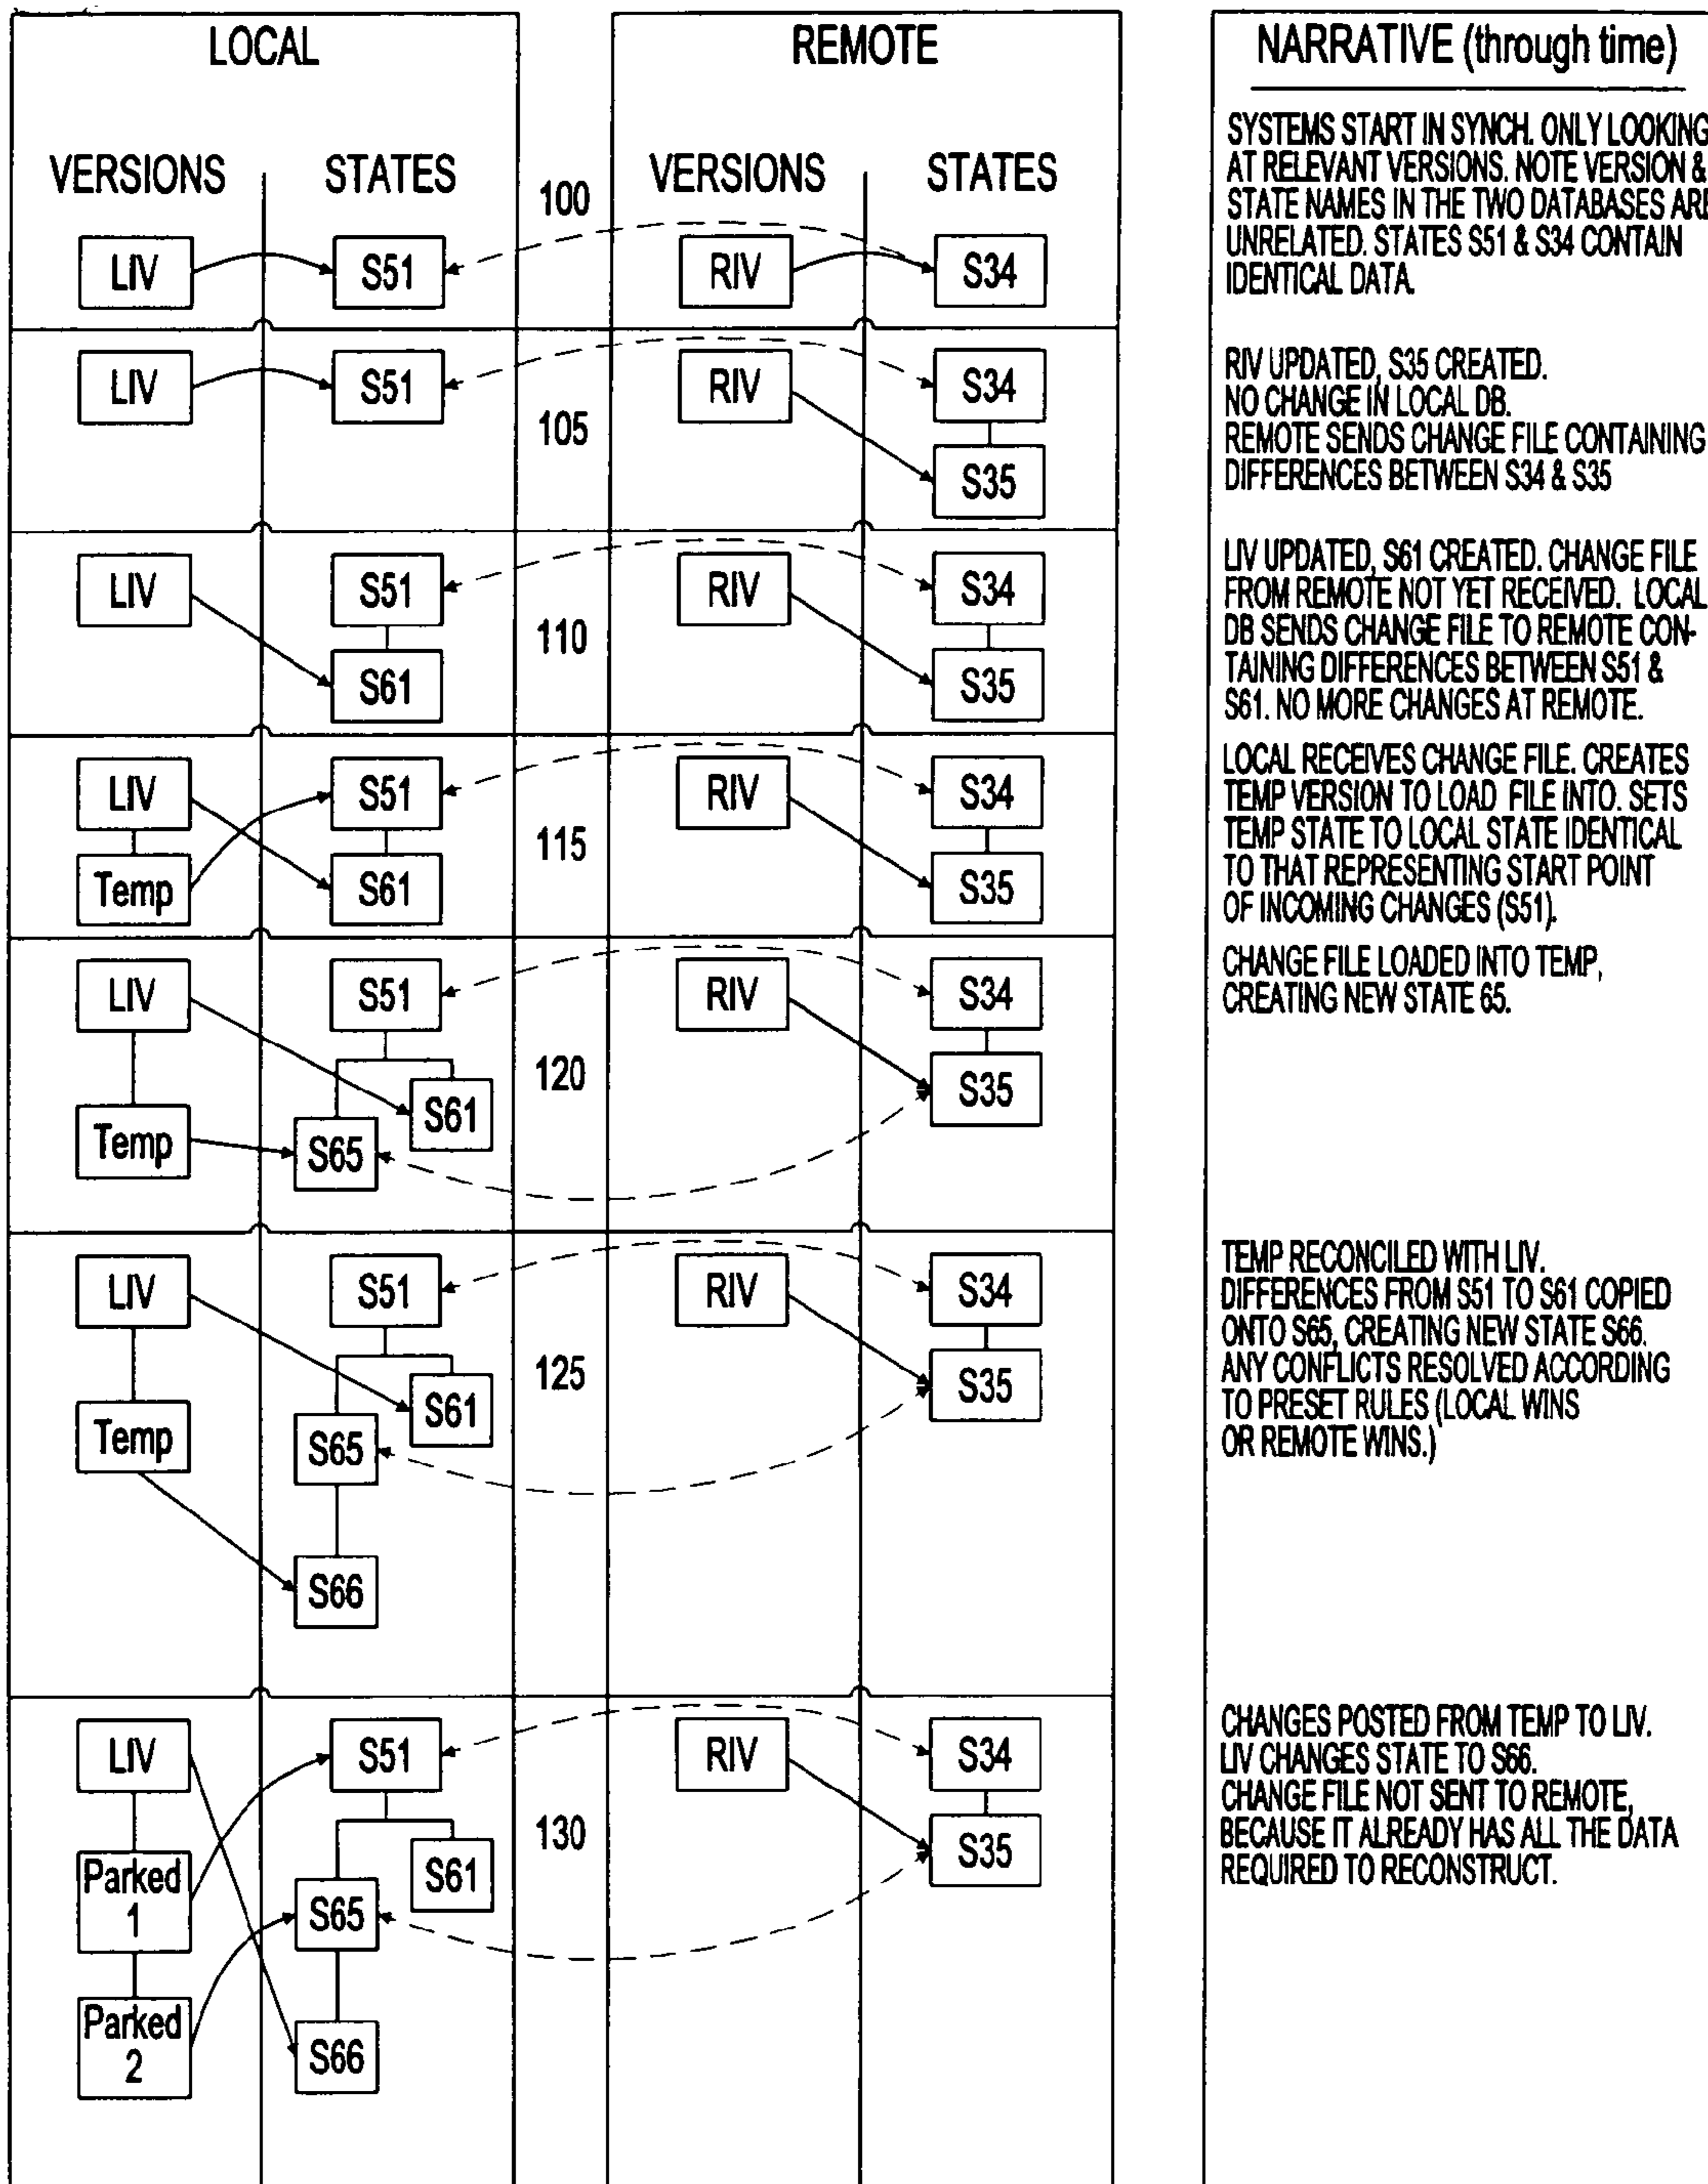 LOCAL
REMOTE
NARRATIVE (through time)
VERSIONS
STATES
100
VERSIONS
STATES
LIV
S51
RIV
S34
SYSTEMS START IN SYNCH. ONLY LOOKING
AT RELEVANT VERSIONS. NOTE VERSION &
STATE NAMES IN THE TWO DATABASES ARE
UNRELATED. STATES S51 & S34 CONTAIN
IDENTICAL DATA.
LIV
S51
105
RIV
S34
S35
RIV UPDATED, S35 CREATED.
NO CHANGE IN LOCAL DB.
REMOTE SENDS CHANGE FILE CONTAINING
DIFFERENCES BETWEEN S34 & S35
LIV
S51
S61
110
RIV
S34
S35
LIV UPDATED, S61 CREATED. CHANGE FILE
FROM REMOTE NOT YET RECEIVED. LOCAL
DB SENDS CHANGE FILE TO REMOTE CON-
TAINING DIFFERENCES BETWEEN S51 &
S61. NO MORE CHANGES AT REMOTE.
LIV
S51
Temp
S61
115
RIV
S34
S35
LOCAL RECEIVES CHANGE FILE. CREATES
TEMP VERSION TO LOAD FILE INTO. SETS
TEMP STATE TO LOCAL STATE IDENTICAL
TO THAT REPRESENTING START POINT
OF INCOMING CHANGES (S51).
LIV
S51
S61
Temp
S65
120
RIV
S34
S35
CHANGE FILE LOADED INTO TEMP,
CREATING NEW STATE 65.
LIV
S51
S61
Temp
S65
S66
125
RIV
S34
S35
TEMP RECONCILED WITH LIV.
DIFFERENCES FROM S51 TO S61 COPIED
ONTO S65, CREATING NEW STATE S66.
ANY CONFLICTS RESOLVED ACCORDING
TO PRESET RULES (LOCAL WINS
OR REMOTE WINS.)
LIV
S51
Parked
1
S61
S65
Parked
2
S66
130
RIV
S34
S35
CHANGES POSTED FROM TEMP TO LIV.
LIV CHANGES STATE TO S66.
CHANGE FILE NOT SENT TO REMOTE,
BECAUSE IT ALREADY HAS ALL THE DATA
REQUIRED TO RECONSTRUCT.